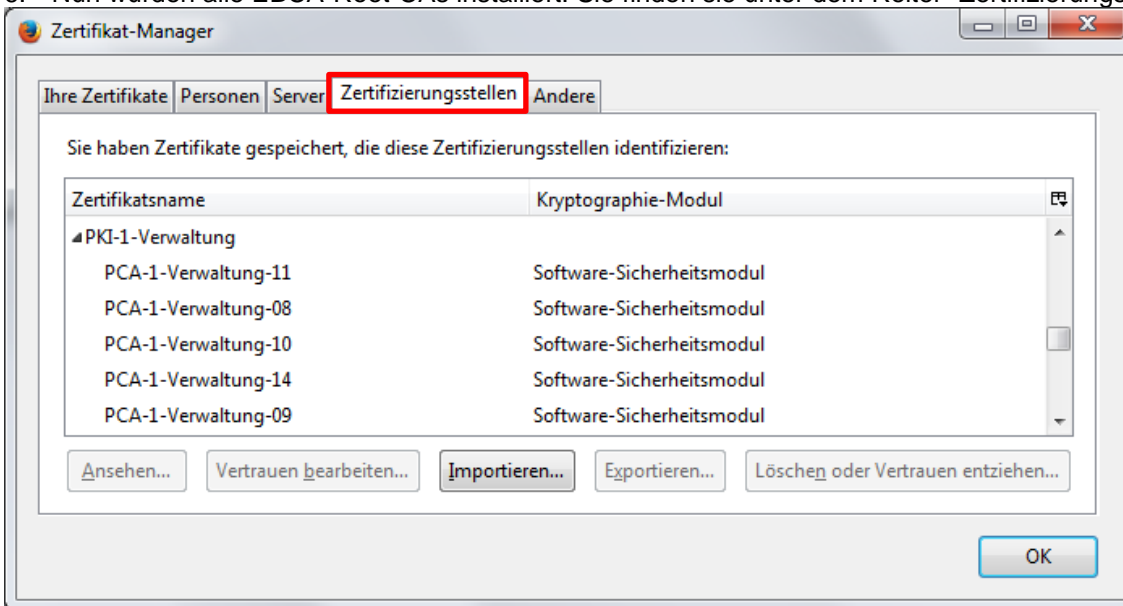 Zertifikat-Manager
Ihre Zertifikate Personen Server Zertifizierungsstellen Andere
Sie haben Zertifikate gespeichert, die diese Zertifizierungsstellen identifizieren:
Zertifikatsname Kryptographie-Modul
PKI-1-Verwaltung
PCA-1-Verwaltung-11 Software-Sicherheitsmodul
PCA-1-Verwaltung-08 Software-Sicherheitsmodul
PCA-1-Verwaltung-10 Software-Sicherheitsmodul
PCA-1-Verwaltung-14 Software-Sicherheitsmodul
PCA-1-Verwaltung-09 Software-Sicherheitsmodul
Ansehen... Vertrauen bearbeiten... Importieren... Exportieren... Löschen oder Vertrauen entziehen...
OK